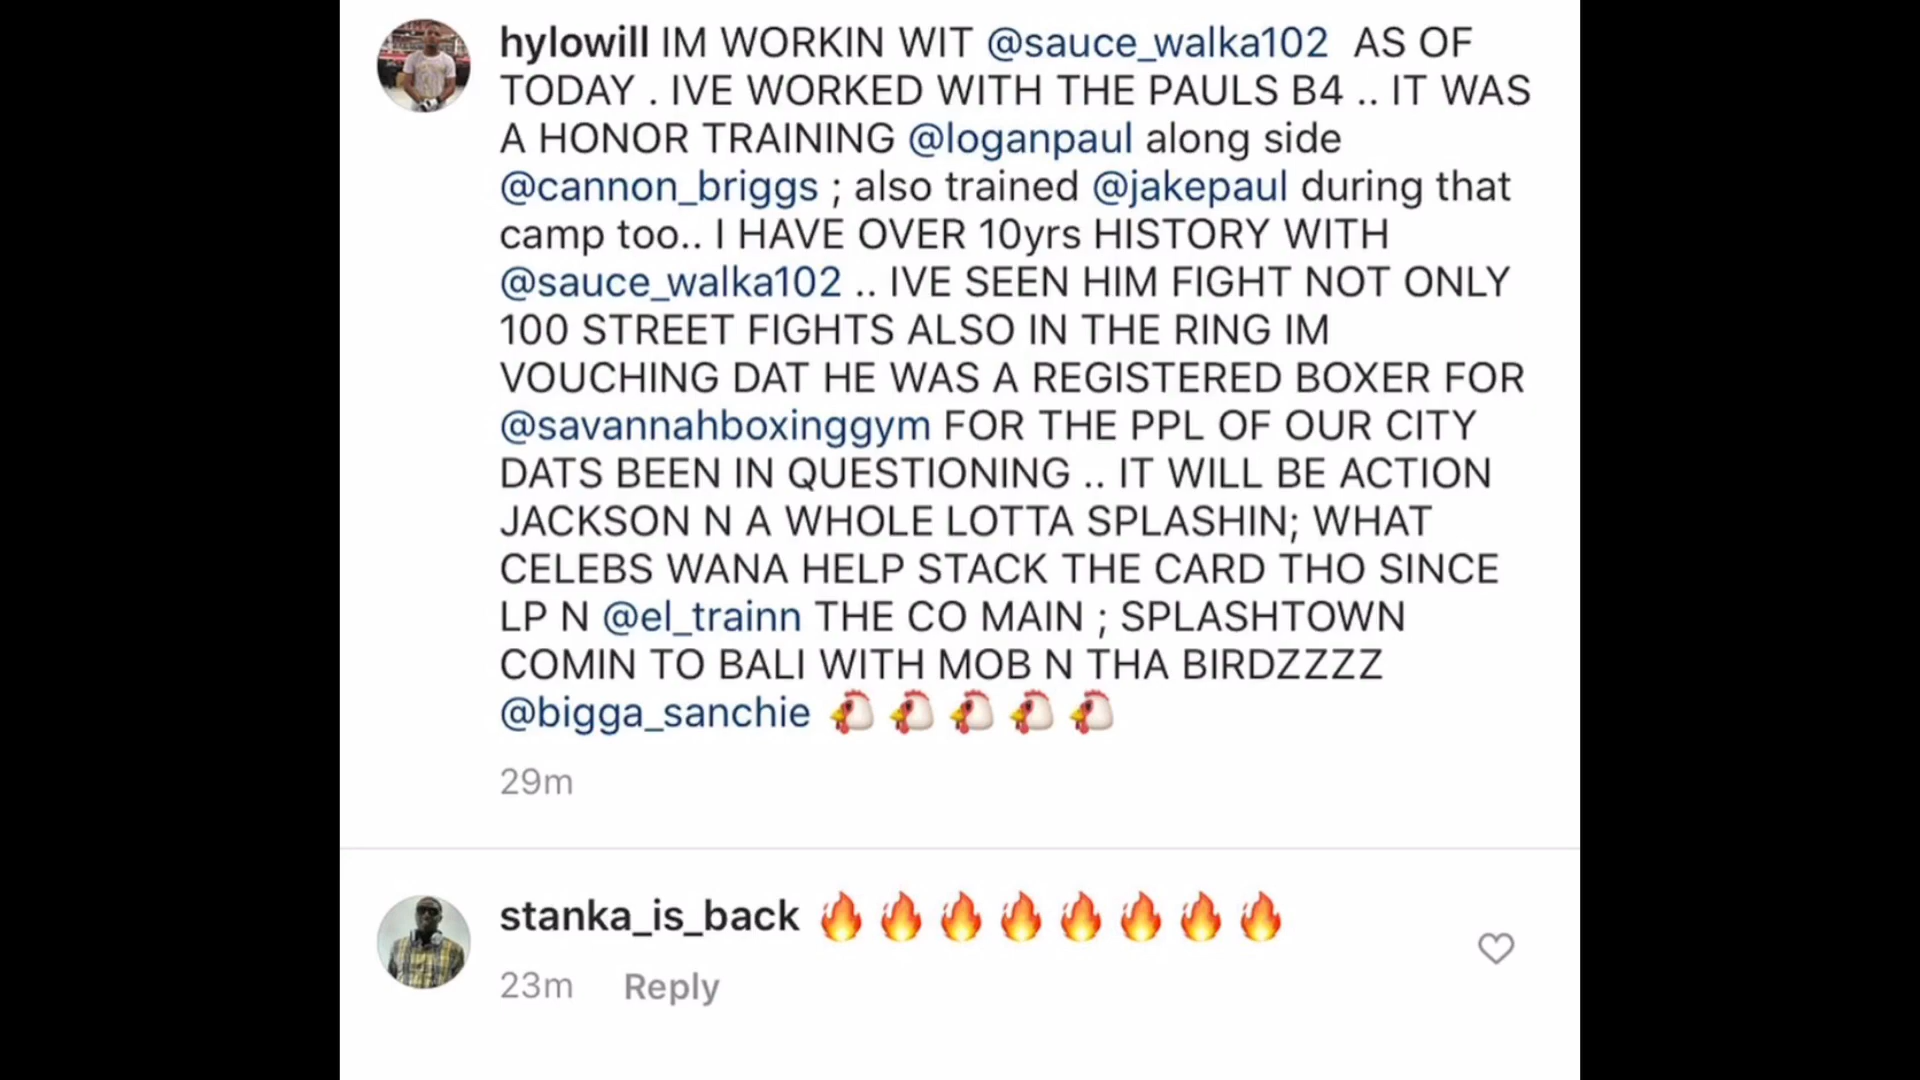 hylowill IM WORKIN WIT @sauce_walka102 AS OF
TODAY . IVE WORKED WITH THE PAULS B4 .. IT WAS
A HONOR TRAINING @loganpaul along side
@cannon_briggs ; also trained @jakepaul during that
camp too.. I HAVE OVER 10yrs HISTORY WITH
@sauce_walka102 .. IVE SEEN HIM FIGHT NOT ONLY
100 STREET FIGHTS ALSO IN THE RING IM
VOUCHING DAT HE WAS A REGISTERED BOXER FOR
@savannahboxinggym FOR THE PPL OF OUR CITY
DATS BEEN IN QUESTIONING .. IT WILL BE ACTION
JACKSON N A WHOLE LOTTA SPLASHIN; WHAT
CELEBS WANA HELP STACK THE CARD THO SINCE
LP N @el_trainn THE CO MAIN ; SPLASHTOWN
COMIN TO BALI WITH MOB N THA BIRDZZZZ
@bigga_sanchie 🐔🐔🐔🐔🐔
29m
stanka_is_back 🔥🔥🔥🔥🔥🔥🔥🔥
23m Reply